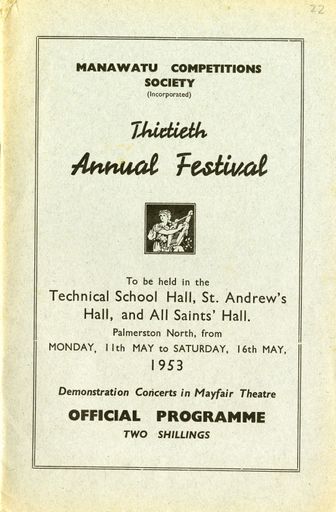 22
MANAWATU COMPETITIONS
SOCIETY
(Incorporated)
Thirtieth
Annual Festival
To be held in the
Technical School Hall, St. Andrew's
Hall, and All Saints' Hall.
Palmerston North, from
MONDAY, 11th MAY to SATURDAY, 16th MAY,
1953
Demonstration Concerts in Mayfair Theatre
OFFICIAL PROGRAMME
TWO SHILLINGS